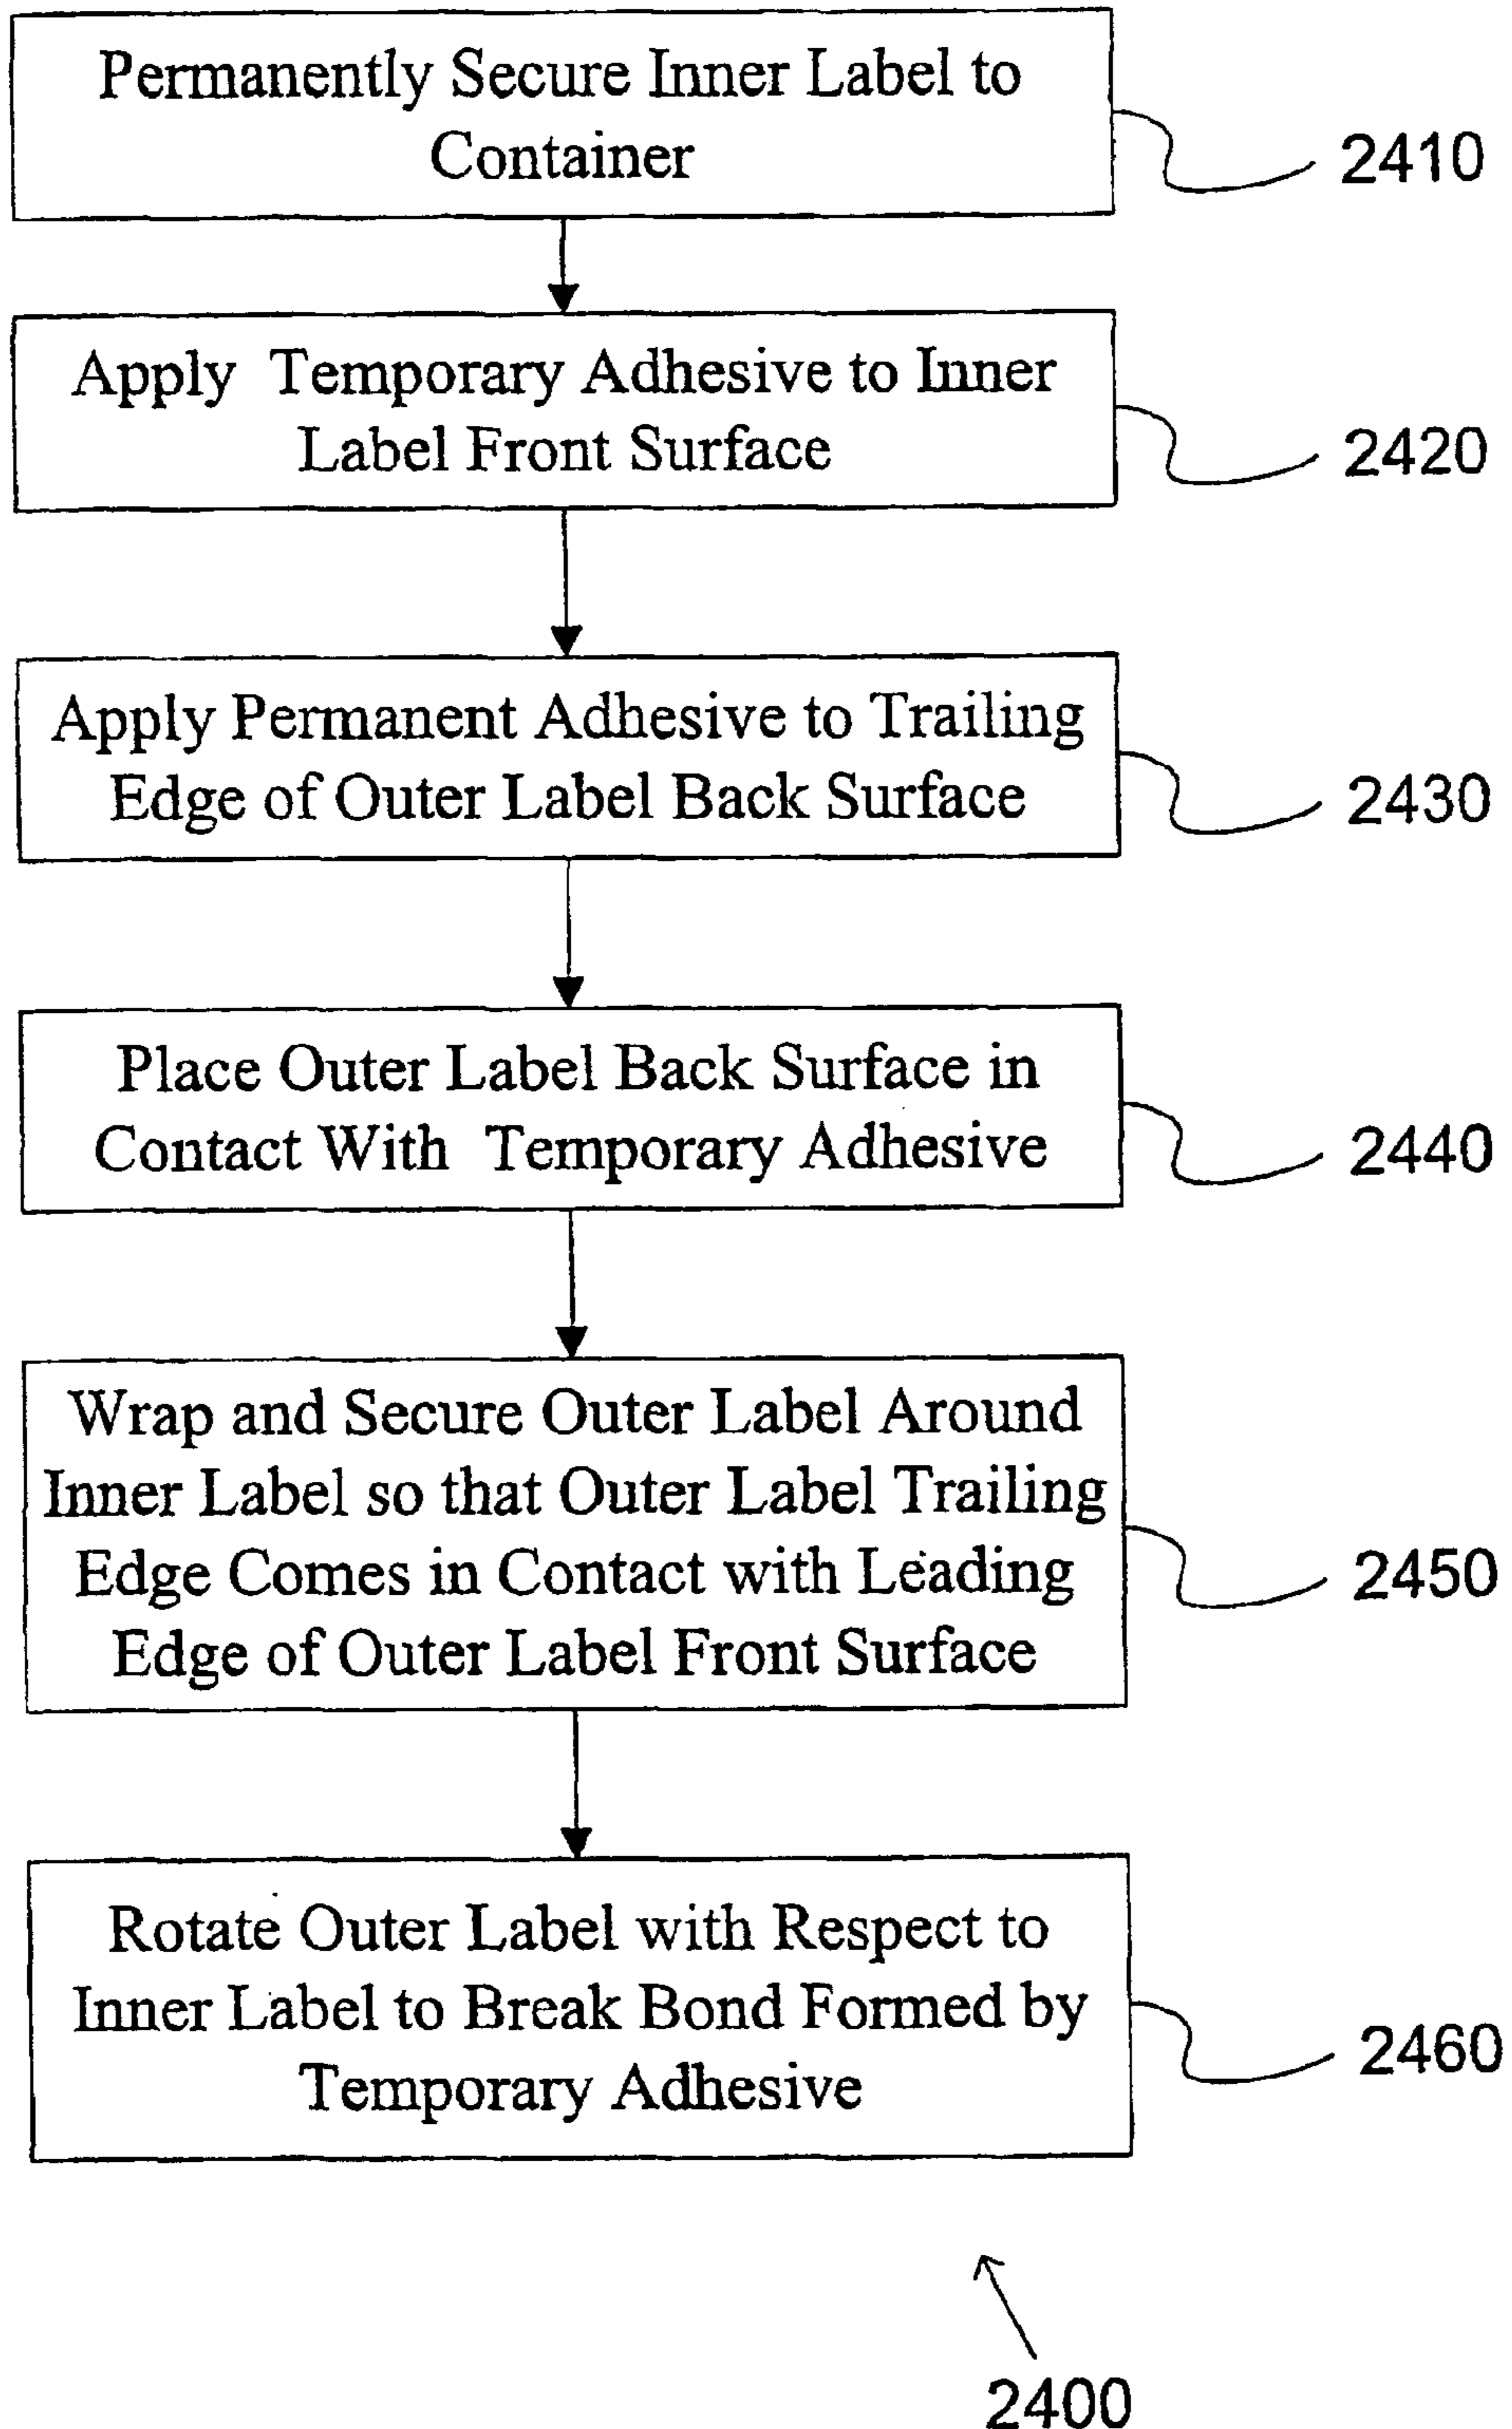 Permanently Secure Inner Label to
Container
2410
Apply Temporary Adhesive to Inner
Label Front Surface
2420
Apply Permanent Adhesive to Trailing
Edge of Outer Label Back Surface
2430
Place Outer Label Back Surface in
Contact With Temporary Adhesive
2440
Wrap and Secure Outer Label Around
Inner Label so that Outer Label Trailing
Edge Comes in Contact with Leading
Edge of Outer Label Front Surface
2450
Rotate Outer Label with Respect to
Inner Label to Break Bond Formed by
Temporary Adhesive
2460
2400